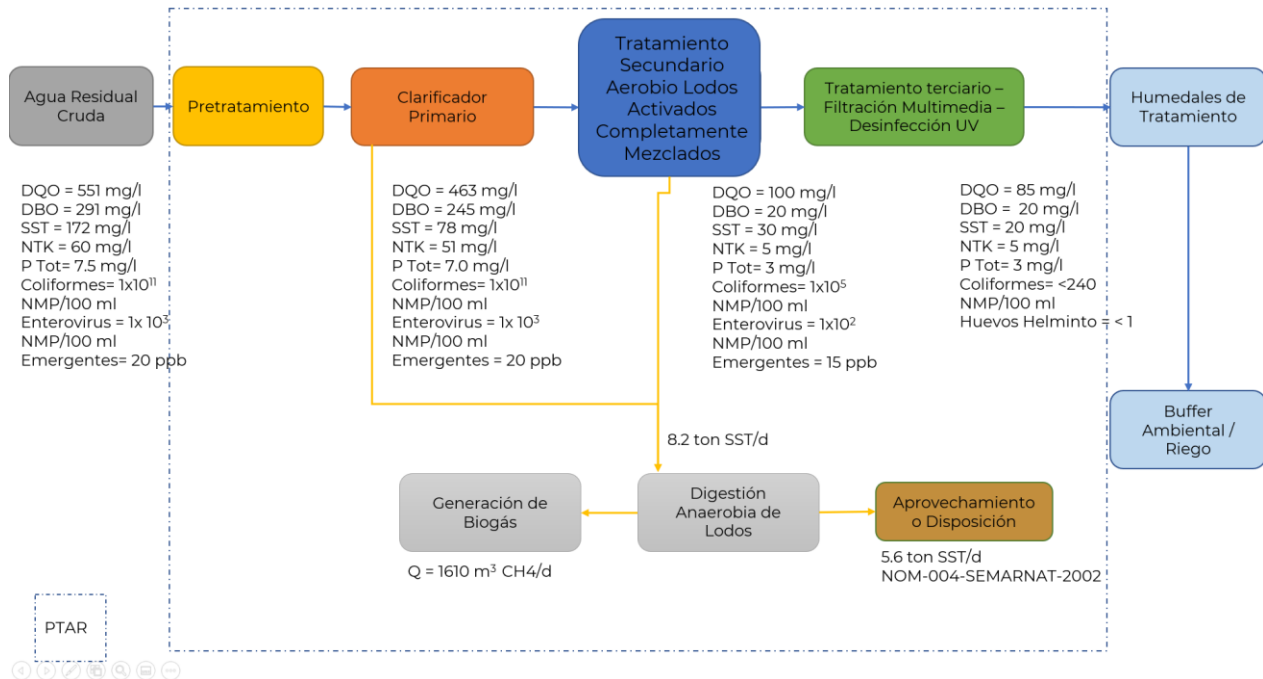 Agua Residual
Cruda
Pretratamiento
Clarificador
Primario
Tratamiento
Secundario
Aerobio Lodos
Activados
Completamente
Mezclados
Tratamiento terciario –
Filtración Multimedia –
Desinfección UV
Humedales de
Tratamiento
DQO = 551 mg/l
DBO = 291 mg/l
SST = 172 mg/l
NTK = 60 mg/l
P Tot= 7.5 mg/l
Coliformes= 1x10¹¹
NMP/100 ml
Enterovirus = 1x 10³
NMP/100 ml
Emergentes= 20 ppb
DQO = 463 mg/l
DBO = 245 mg/l
SST = 78 mg/l
NTK = 51 mg/l
P Tot= 7.0 mg/l
Coliformes= 1x10¹¹
NMP/100 ml
Enterovirus = 1x 10³
NMP/100 ml
Emergentes= 20 ppb
DQO = 100 mg/l
DBO = 20 mg/l
SST = 30 mg/l
NTK = 5 mg/l
P Tot= 3 mg/l
Coliformes= 1x10⁵
NMP/100 ml
Enterovirus = 1x10²
NMP/100 ml
Emergentes = 15 ppb
DQO = 85 mg/l
DBO = 20 mg/l
SST = 20 mg/l
NTK = 5 mg/l
P Tot= 3 mg/l
Coliformes= <240
NMP/100 ml
Huevos Helminto = < 1
Buffer
Ambiental /
Riego
8.2 ton SST/d
Generación de
Biogás
Digestión
Anaerobia de
Lodos
Aprovechamiento
o Disposición
Q = 1610 m³ CH4/d
5.6 ton SST/d
NOM-004-SEMARNAT-2002
PTAR